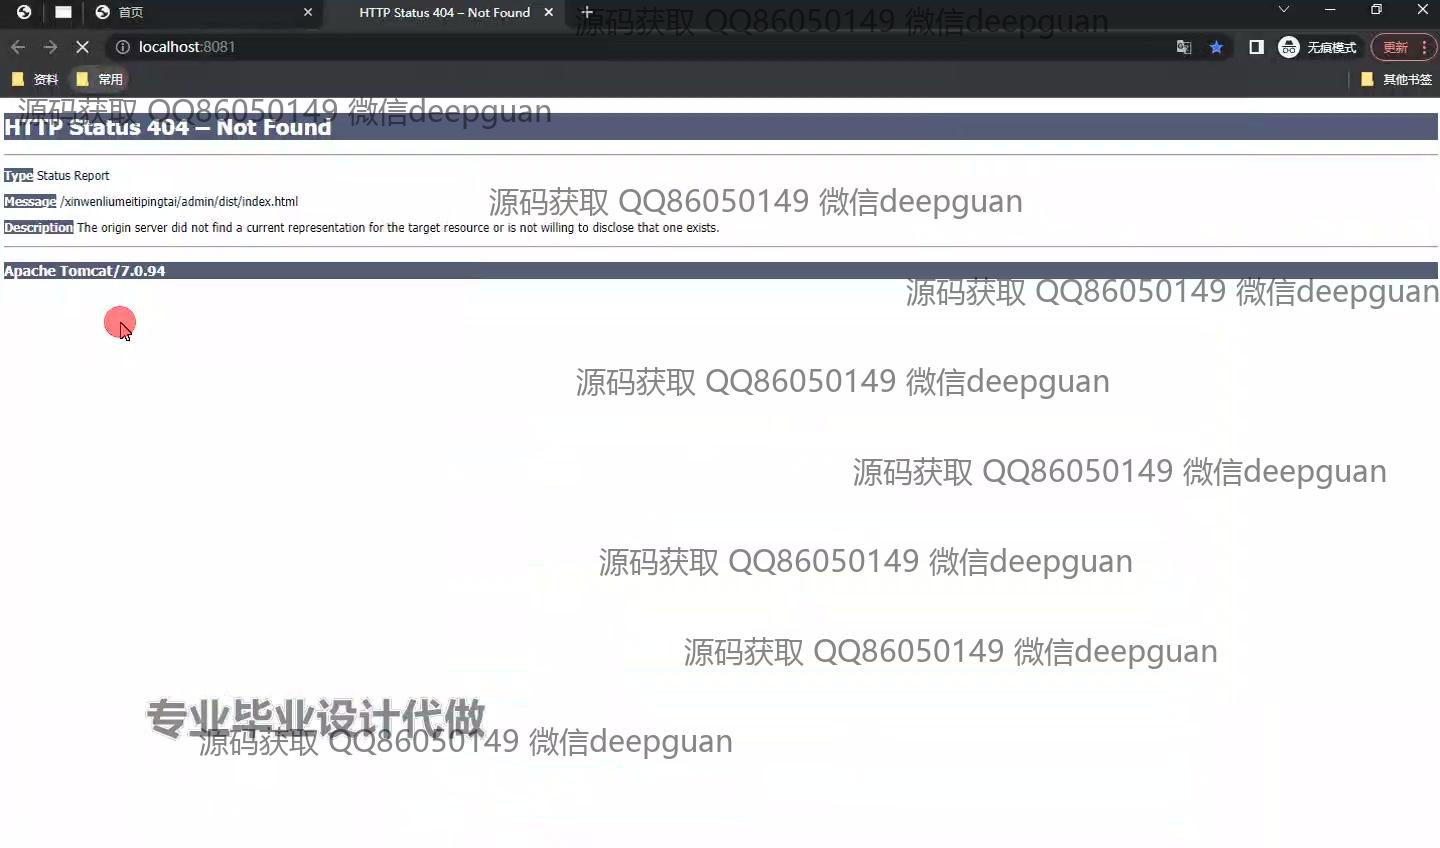 首页
HTTP Status 404 – Not Found
源码获取 QQ86050149 微信deepguan
localhost:8081
无痕模式
更新
资料
常用
其他书签
源码获取 QQ86050149 微信deepguan
HTTP Status 404 – Not Found
Type Status Report
Message /xinwenliumeitipingtai/admin/dist/index.html
源码获取 QQ86050149 微信deepguan
Description The origin server did not find a current representation for the target resource or is not willing to disclose that one exists.
Apache Tomcat/7.0.94
源码获取 QQ86050149 微信deepguan
源码获取 QQ86050149 微信deepguan
源码获取 QQ86050149 微信deepguan
源码获取 QQ86050149 微信deepguan
源码获取 QQ86050149 微信deepguan
专业毕业设计代做
源码获取 QQ86050149 微信deepguan